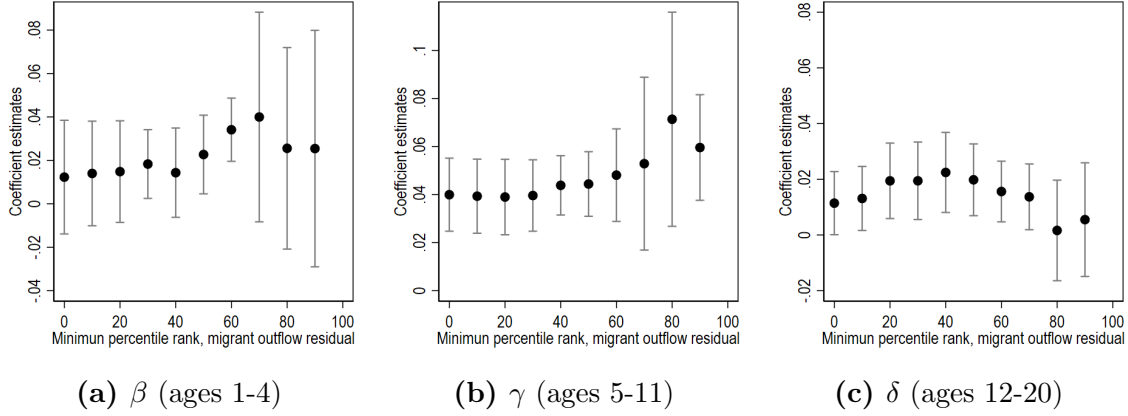 Coefficient estimates
.08
.06
.04
.02
0
-.02
-.04
0 20 40 60 80 100
Minimun percentile rank, migrant outflow residual
(a) β (ages 1-4)
Coefficient estimates
.1
.08
.06
.04
.02
0
0 20 40 60 80 100
Minimun percentile rank, migrant outflow residual
(b) γ (ages 5-11)
Coefficient estimates
.08
.06
.04
.02
0
-.02
0 20 40 60 80 100
Minimun percentile rank, migrant outflow residual
(c) δ (ages 12-20)